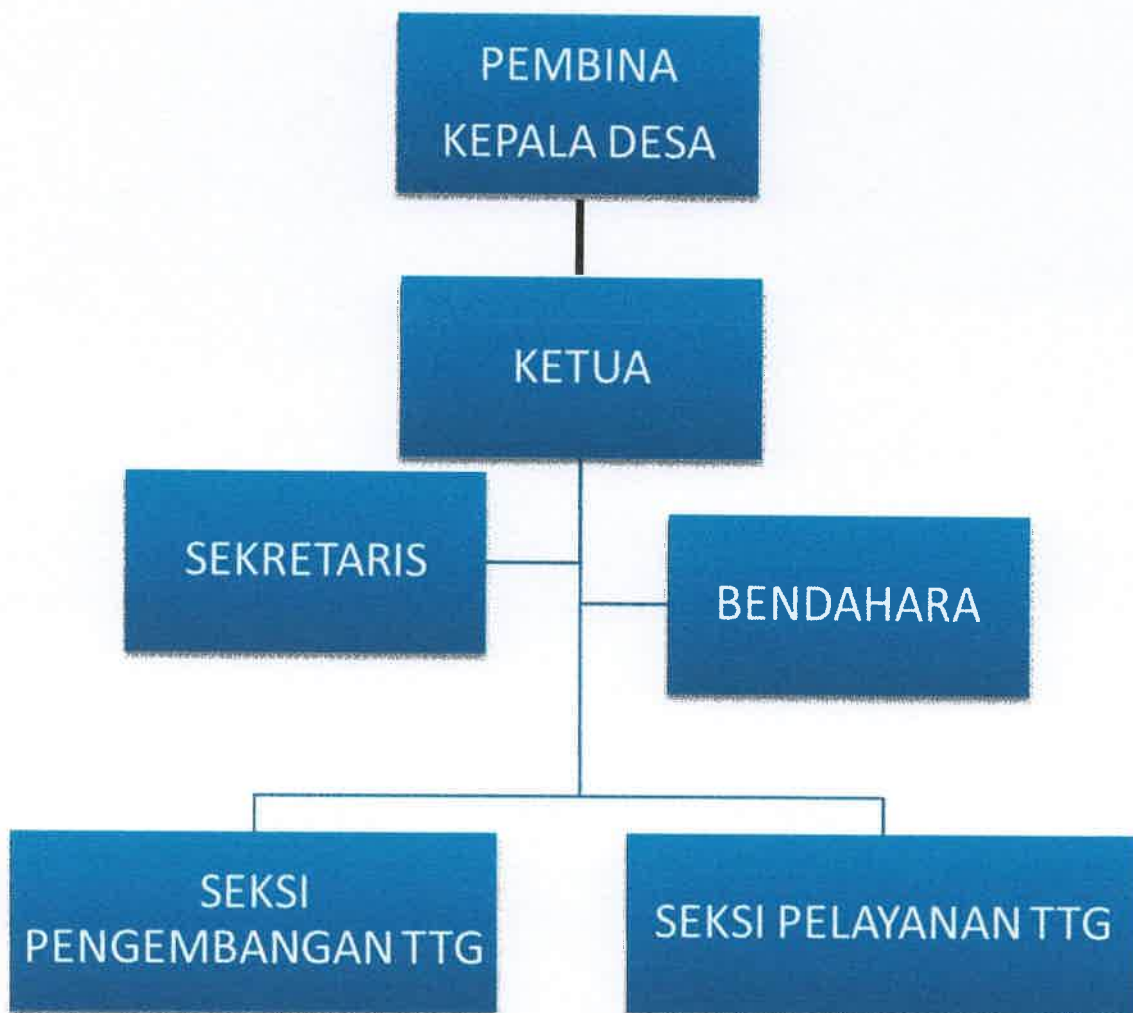 PEMBINA
KEPALA DESA
KETUA
SEKRETARIS
BENDAHARA
SEKSI
PENGEMBANGAN TTG
SEKSI PELAYANAN TTG